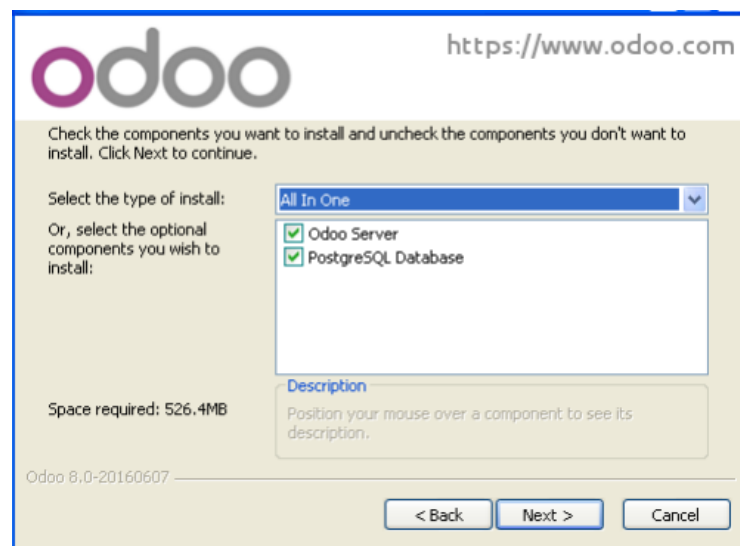 odoo
https://www.odoo.com
Check the components you want to install and uncheck the components you don't want to
install. Click Next to continue.
Select the type of install:
All In One
Or, select the optional
components you wish to
install:
Odoo Server
PostgreSQL Database
Space required: 526.4MB
Description
Position your mouse over a component to see its
description.
Odoo 8.0-20160607
< Back
Next >
Cancel